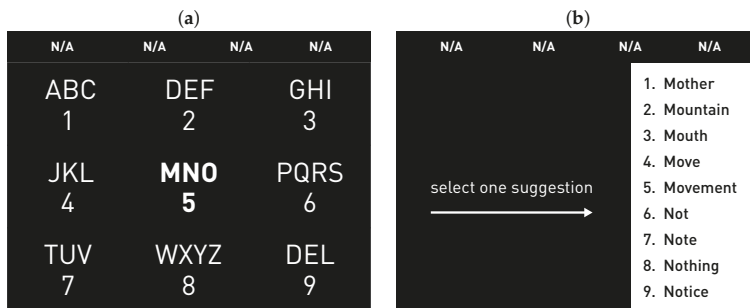 (a)
N/A N/A N/A N/A
ABC DEF GHI
1 2 3
JKL MNO PQRS
4 5 6
TUV WXYZ DEL
7 8 9
(b)
N/A N/A N/A N/A
select one suggestion
1. Mother
2. Mountain
3. Mouth
4. Move
5. Movement
6. Not
7. Note
8. Nothing
9. Notice